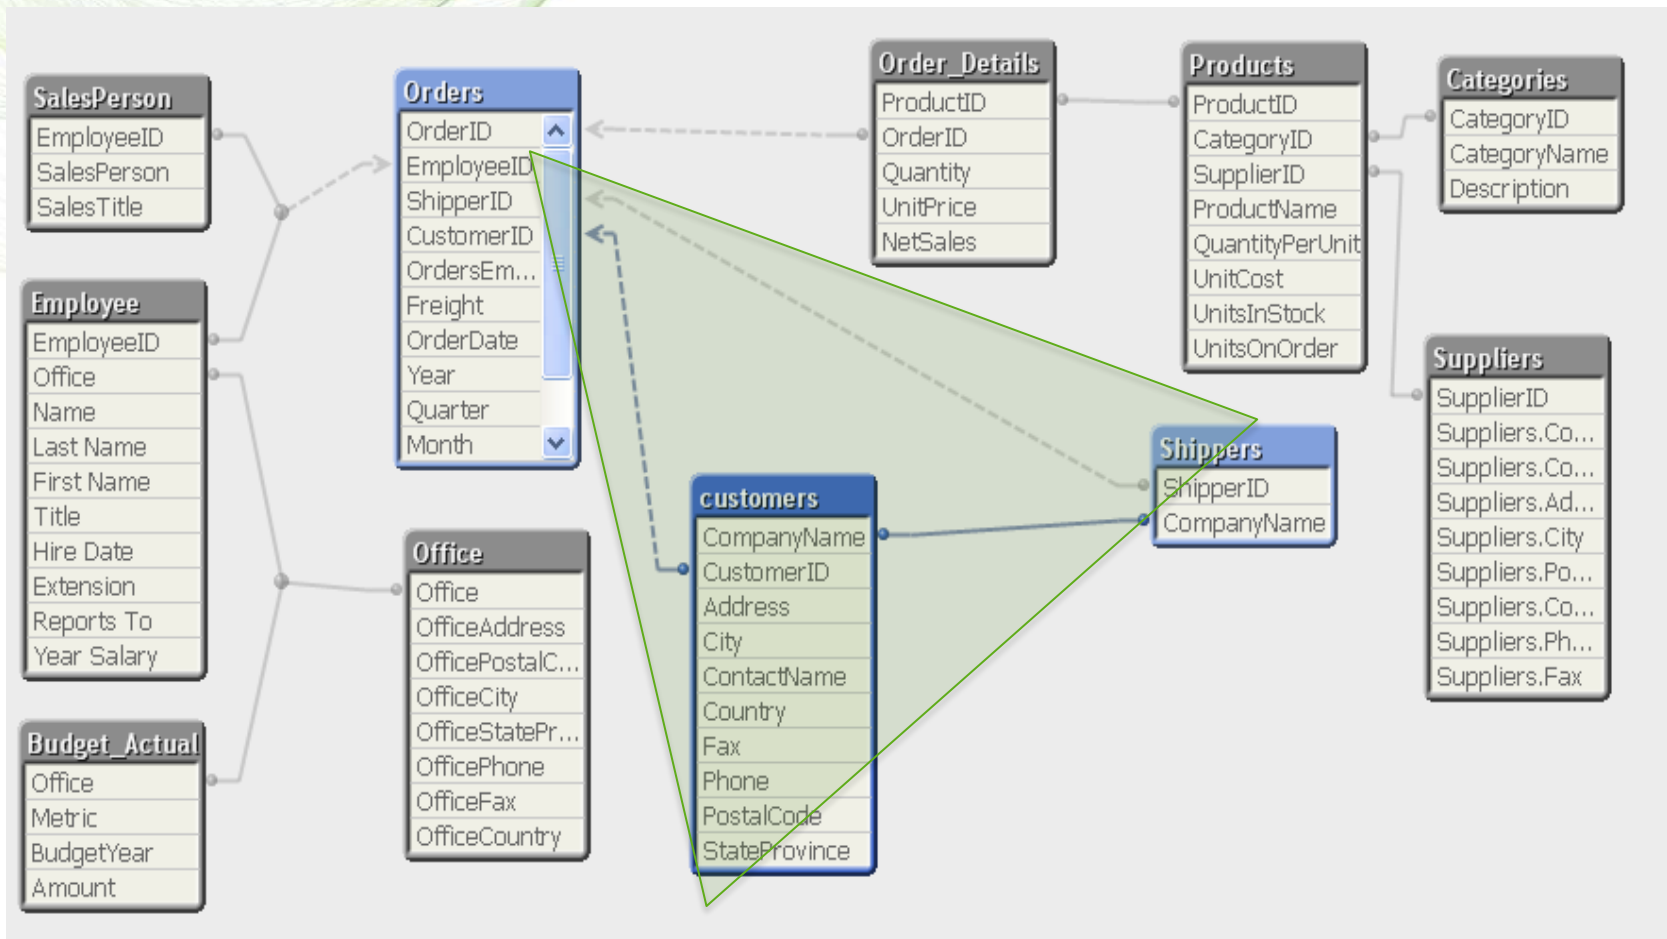 SalesPerson
EmployeeID
SalesPerson
SalesTitle
Employee
EmployeeID
Office
Name
Last Name
First Name
Title
Hire Date
Extension
Reports To
Year Salary
Budget_Actual
Office
Metric
BudgetYear
Amount
Orders
OrderID
EmployeeID
ShipperID
CustomerID
OrdersEm...
Freight
OrderDate
Year
Quarter
Month
Office
Office
OfficeAddress
OfficePostalC...
OfficeCity
OfficeStatePr...
OfficePhone
OfficeFax
OfficeCountry
customers
CompanyName
CustomerID
Address
City
ContactName
Country
Fax
Phone
PostalCode
StateProvince
Order_Details
ProductID
OrderID
Quantity
UnitPrice
NetSales
Products
ProductID
CategoryID
SupplierID
ProductName
QuantityPerUnit
UnitCost
UnitsInStock
UnitsOnOrder
Shippers
ShipperID
CompanyName
Categories
CategoryID
CategoryName
Description
Suppliers
SupplierID
Suppliers.Co...
Suppliers.Co...
Suppliers.Ad...
Suppliers.City
Suppliers.Po...
Suppliers.Co...
Suppliers.Ph...
Suppliers.Fax